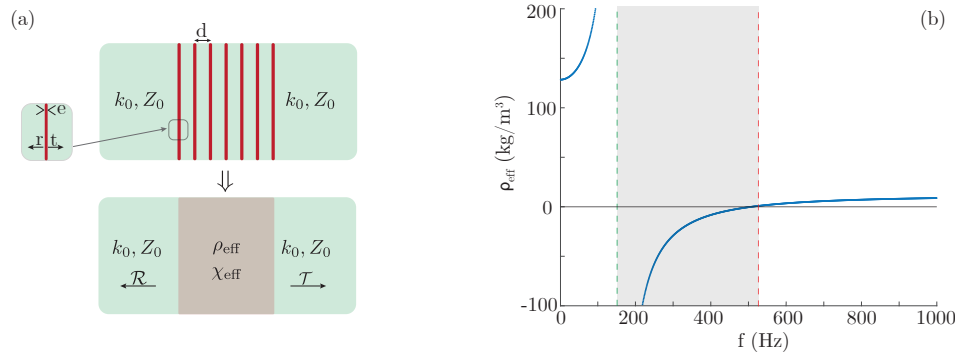 (a)
d
k₀, Z₀
k₀, Z₀
e
r t
⇓
k₀, Z₀
ρeff
k₀, Z₀
χeff
ℛ
𝒯
(b)
ρeff (kg/m³)
200
100
0
-100
0
200
400
600
800
1000
f (Hz)